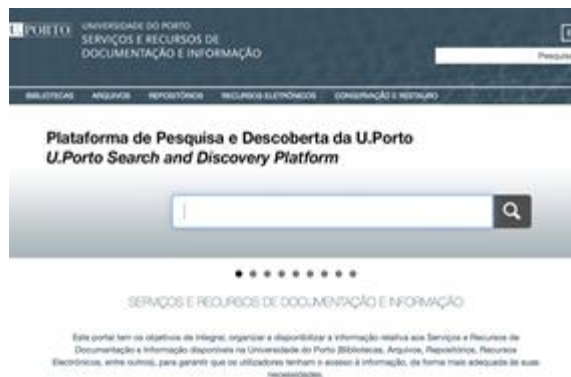 U.PORTO
UNIVERSIDADE DO PORTO
SERVIÇOS E RECURSOS DE
DOCUMENTAÇÃO E INFORMAÇÃO
Pesquisa
BIBLIOTECAS ARQUIVOS REPOSITÓRIOS RECURSOS ELETRÓNICOS CONSERVAÇÃO E RESTAURO
Plataforma de Pesquisa e Descoberta da U.Porto
U.Porto Search and Discovery Platform
SERVIÇOS E RECURSOS DE DOCUMENTAÇÃO E INFORMAÇÃO
Este portal tem os objetivos de integrar, organizar e disponibilizar a informação relativa aos Serviços e Recursos de
Documentação e Informação disponíveis na Universidade do Porto (Bibliotecas, Arquivos, Repositórios, Recursos
Electrónicos, entre outros), para garantir que os utilizadores tenham o acesso à informação, da forma mais adequada às suas
necessidades.